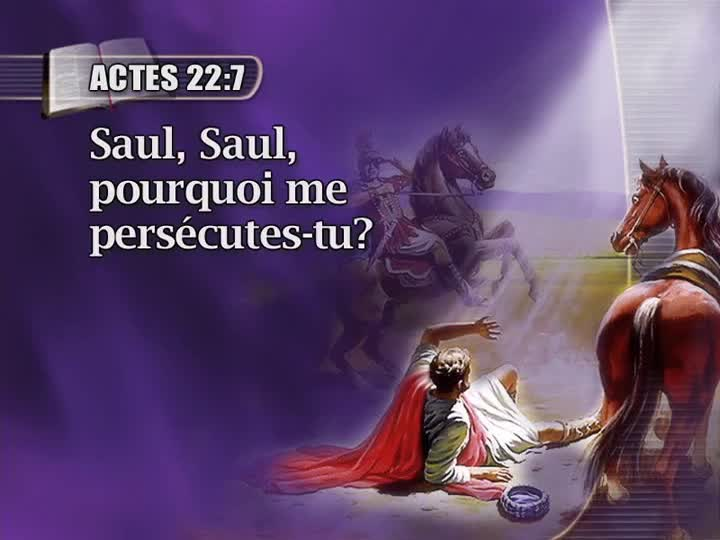 ACTES 22:7
Saul, Saul,
pourquoi me
persécutes-tu?